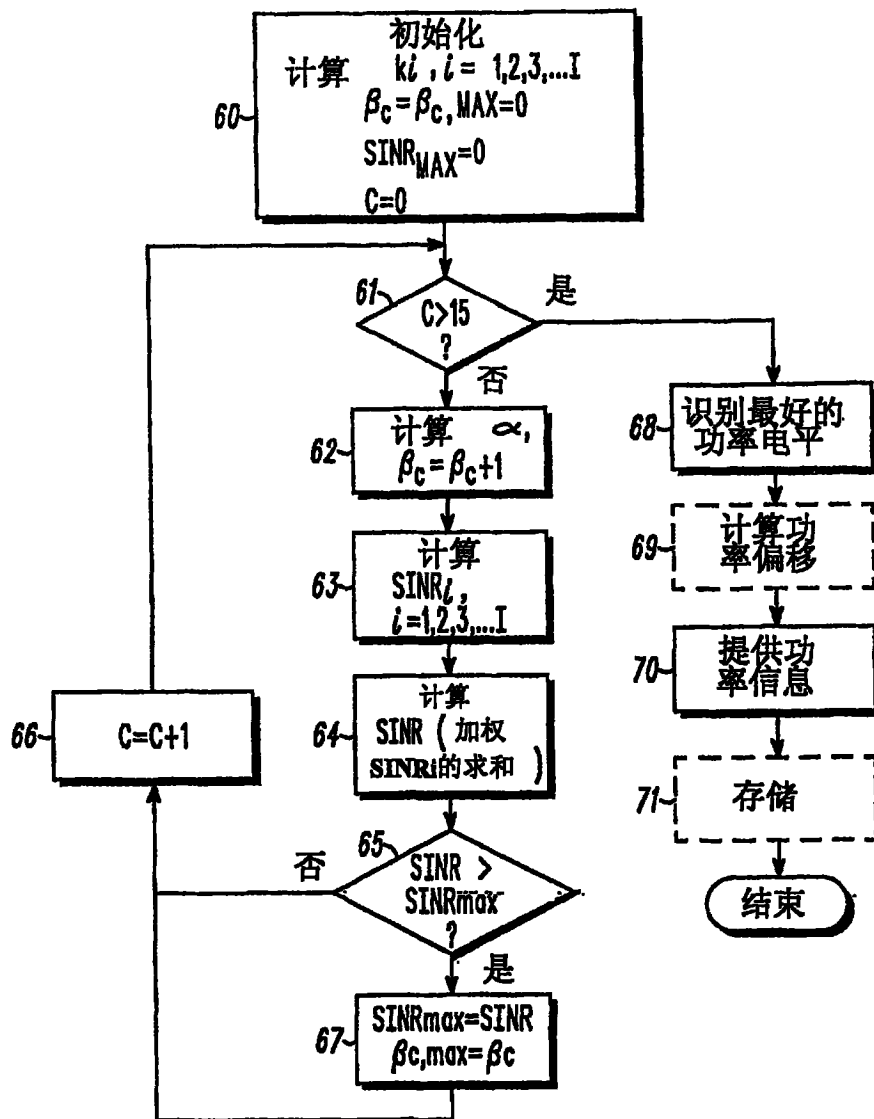 初始化
计算 ki, i = 1,2,3,...I
βc=βc,MAX=0
SINRMAX=0
C=0
60
61
C>15
?
是
否
计算 α,
βc=βc+1
62
计算
SINRi,
i=1,2,3,...I
63
计算
SINR(加权
SINRi的求和)
64
65
SINR >
SINRmax
?
否
是
C=C+1
66
SINRmax=SINR
βc,max=βc
67
识别最好的
功率电平
68
计算功
率偏移
69
提供功
率信息
70
存储
71
结束